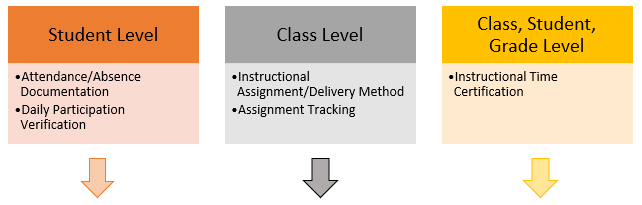 Student Level
•Attendance/Absence
Documentation
•Daily Participation
Verification
Class Level
•Instructional
Assignment/Delivery Method
•Assignment Tracking
Class, Student,
Grade Level
•Instructional Time
Certification